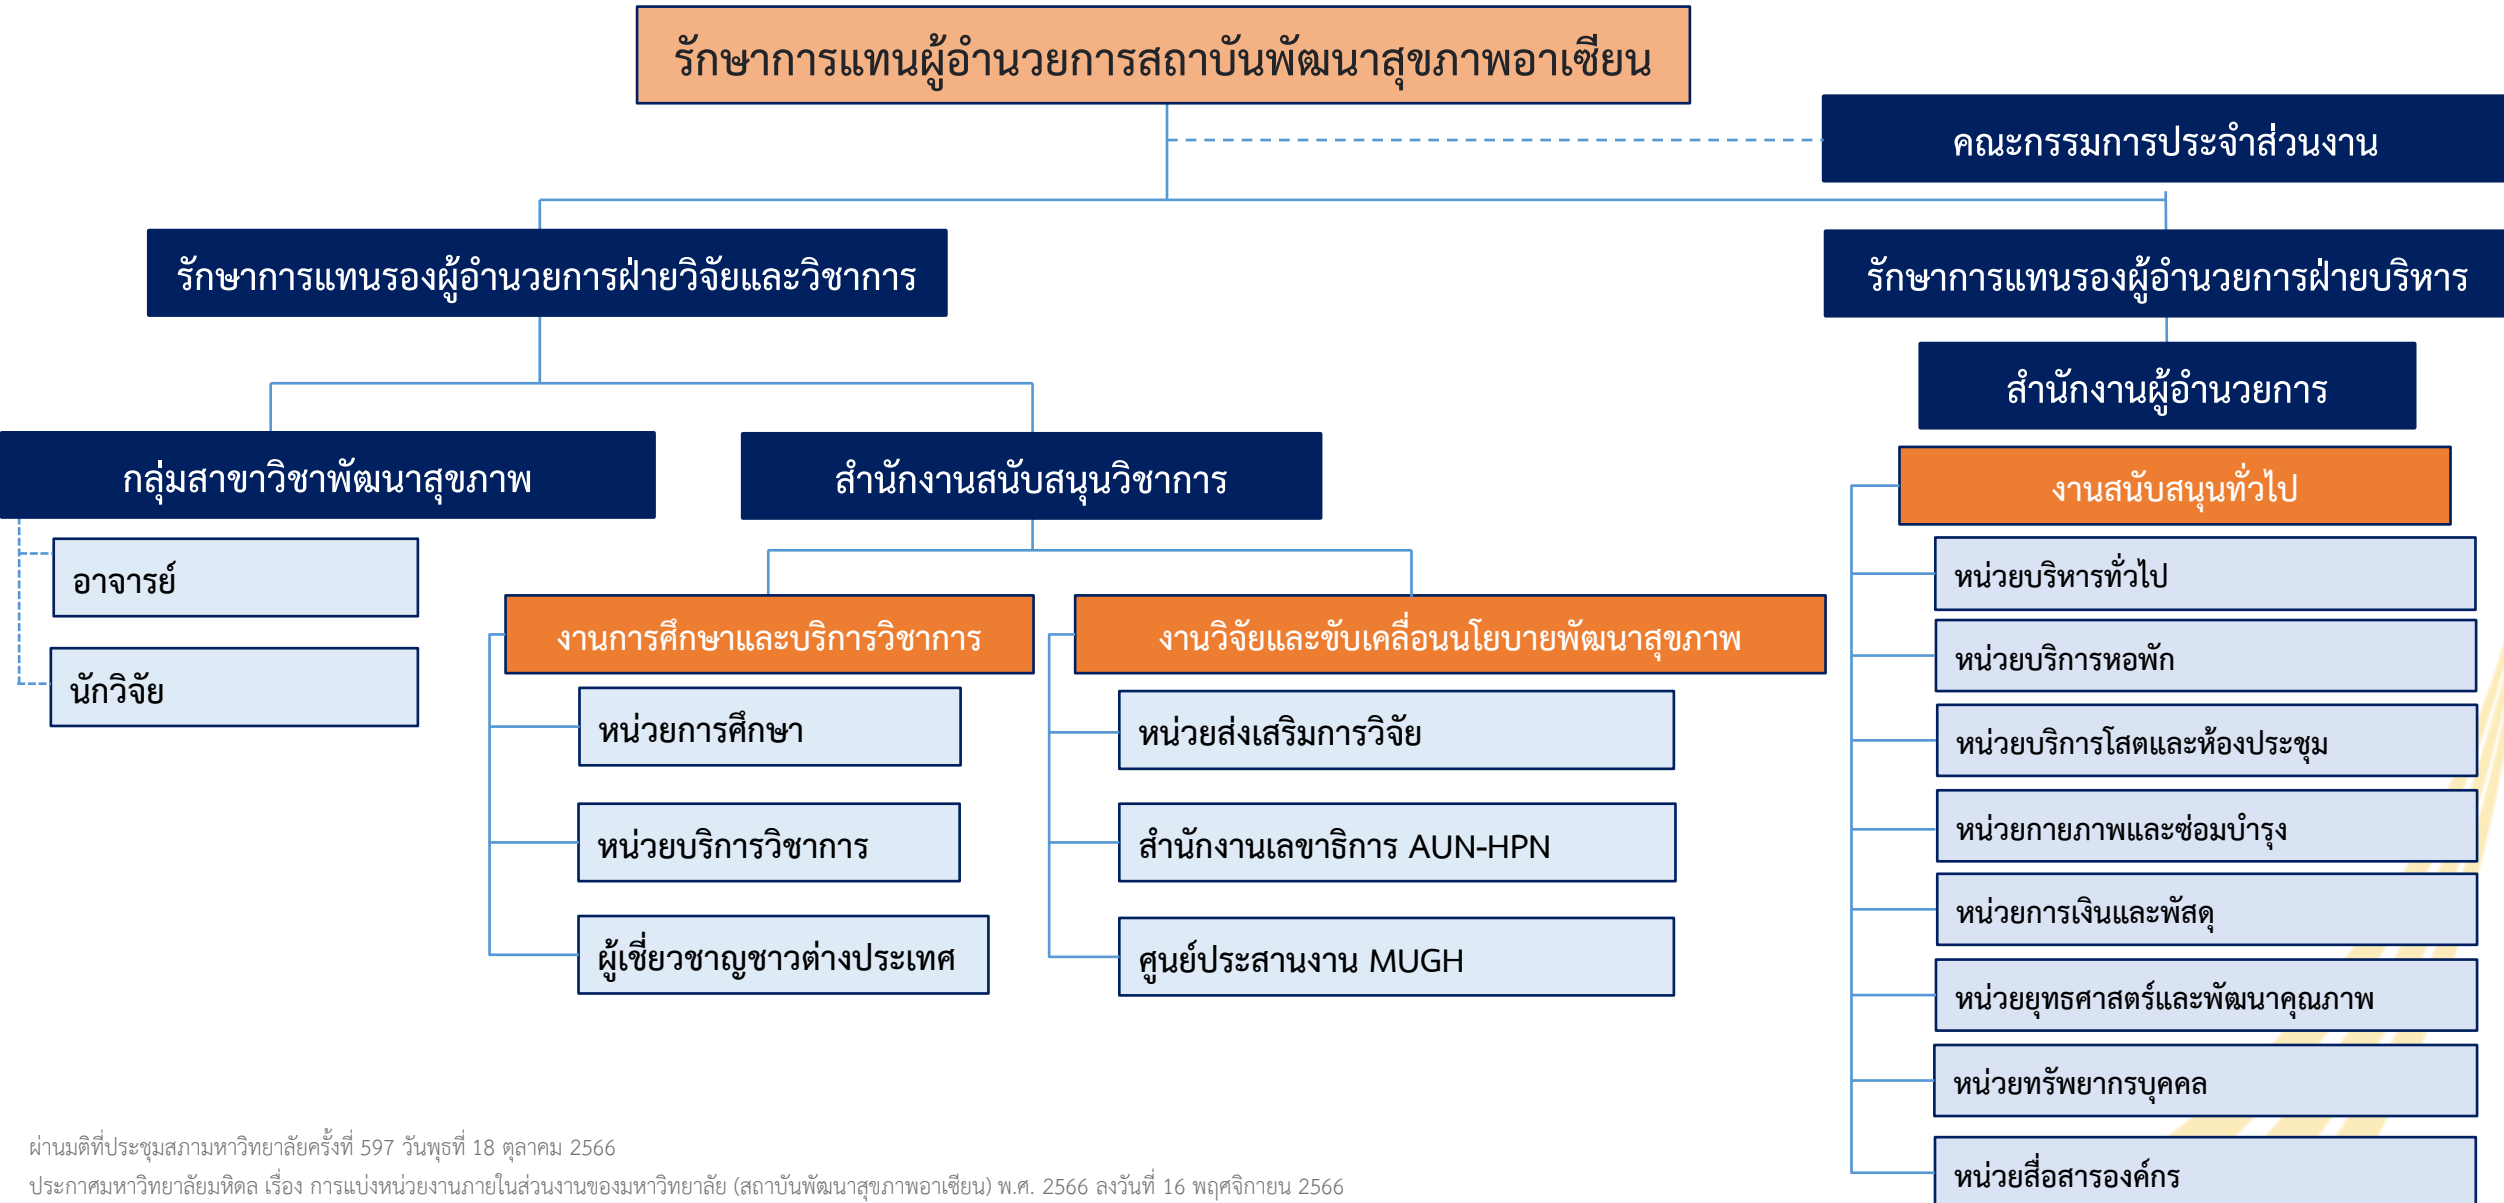 รักษาการแทนผู้อำนวยการสถาบันพัฒนาสุขภาพอาเซียน
คณะกรรมการประจำส่วนงาน
รักษาการแทนรองผู้อำนวยการฝ่ายวิจัยและวิชาการ
รักษาการแทนรองผู้อำนวยการฝ่ายบริหาร
สำนักงานผู้อำนวยการ
กลุ่มสาขาวิชาพัฒนาสุขภาพ
สำนักงานสนับสนุนวิชาการ
อาจารย์
นักวิจัย
งานการศึกษาและบริการวิชาการ
หน่วยการศึกษา
หน่วยบริการวิชาการ
ผู้เชี่ยวชาญชาวต่างประเทศ
งานวิจัยและขับเคลื่อนนโยบายพัฒนาสุขภาพ
หน่วยส่งเสริมการวิจัย
สำนักงานเลขาธิการ AUN-HPN
ศูนย์ประสานงาน MUGH
งานสนับสนุนทั่วไป
หน่วยบริหารทั่วไป
หน่วยบริการหอพัก
หน่วยบริการโสตและห้องประชุม
หน่วยกายภาพและซ่อมบำรุง
หน่วยการเงินและพัสดุ
หน่วยยุทธศาสตร์และพัฒนาคุณภาพ
หน่วยทรัพยากรบุคคล
หน่วยสื่อสารองค์กร
ผ่านมติที่ประชุมสภามหาวิทยาลัยครั้งที่ 597 วันพุธที่ 18 ตุลาคม 2566
ประกาศมหาวิทยาลัยมหิดล เรื่อง การแบ่งหน่วยงานภายในส่วนงานของมหาวิทยาลัย (สถาบันพัฒนาสุขภาพอาเซียน) พ.ศ. 2566 ลงวันที่ 16 พฤศจิกายน 2566